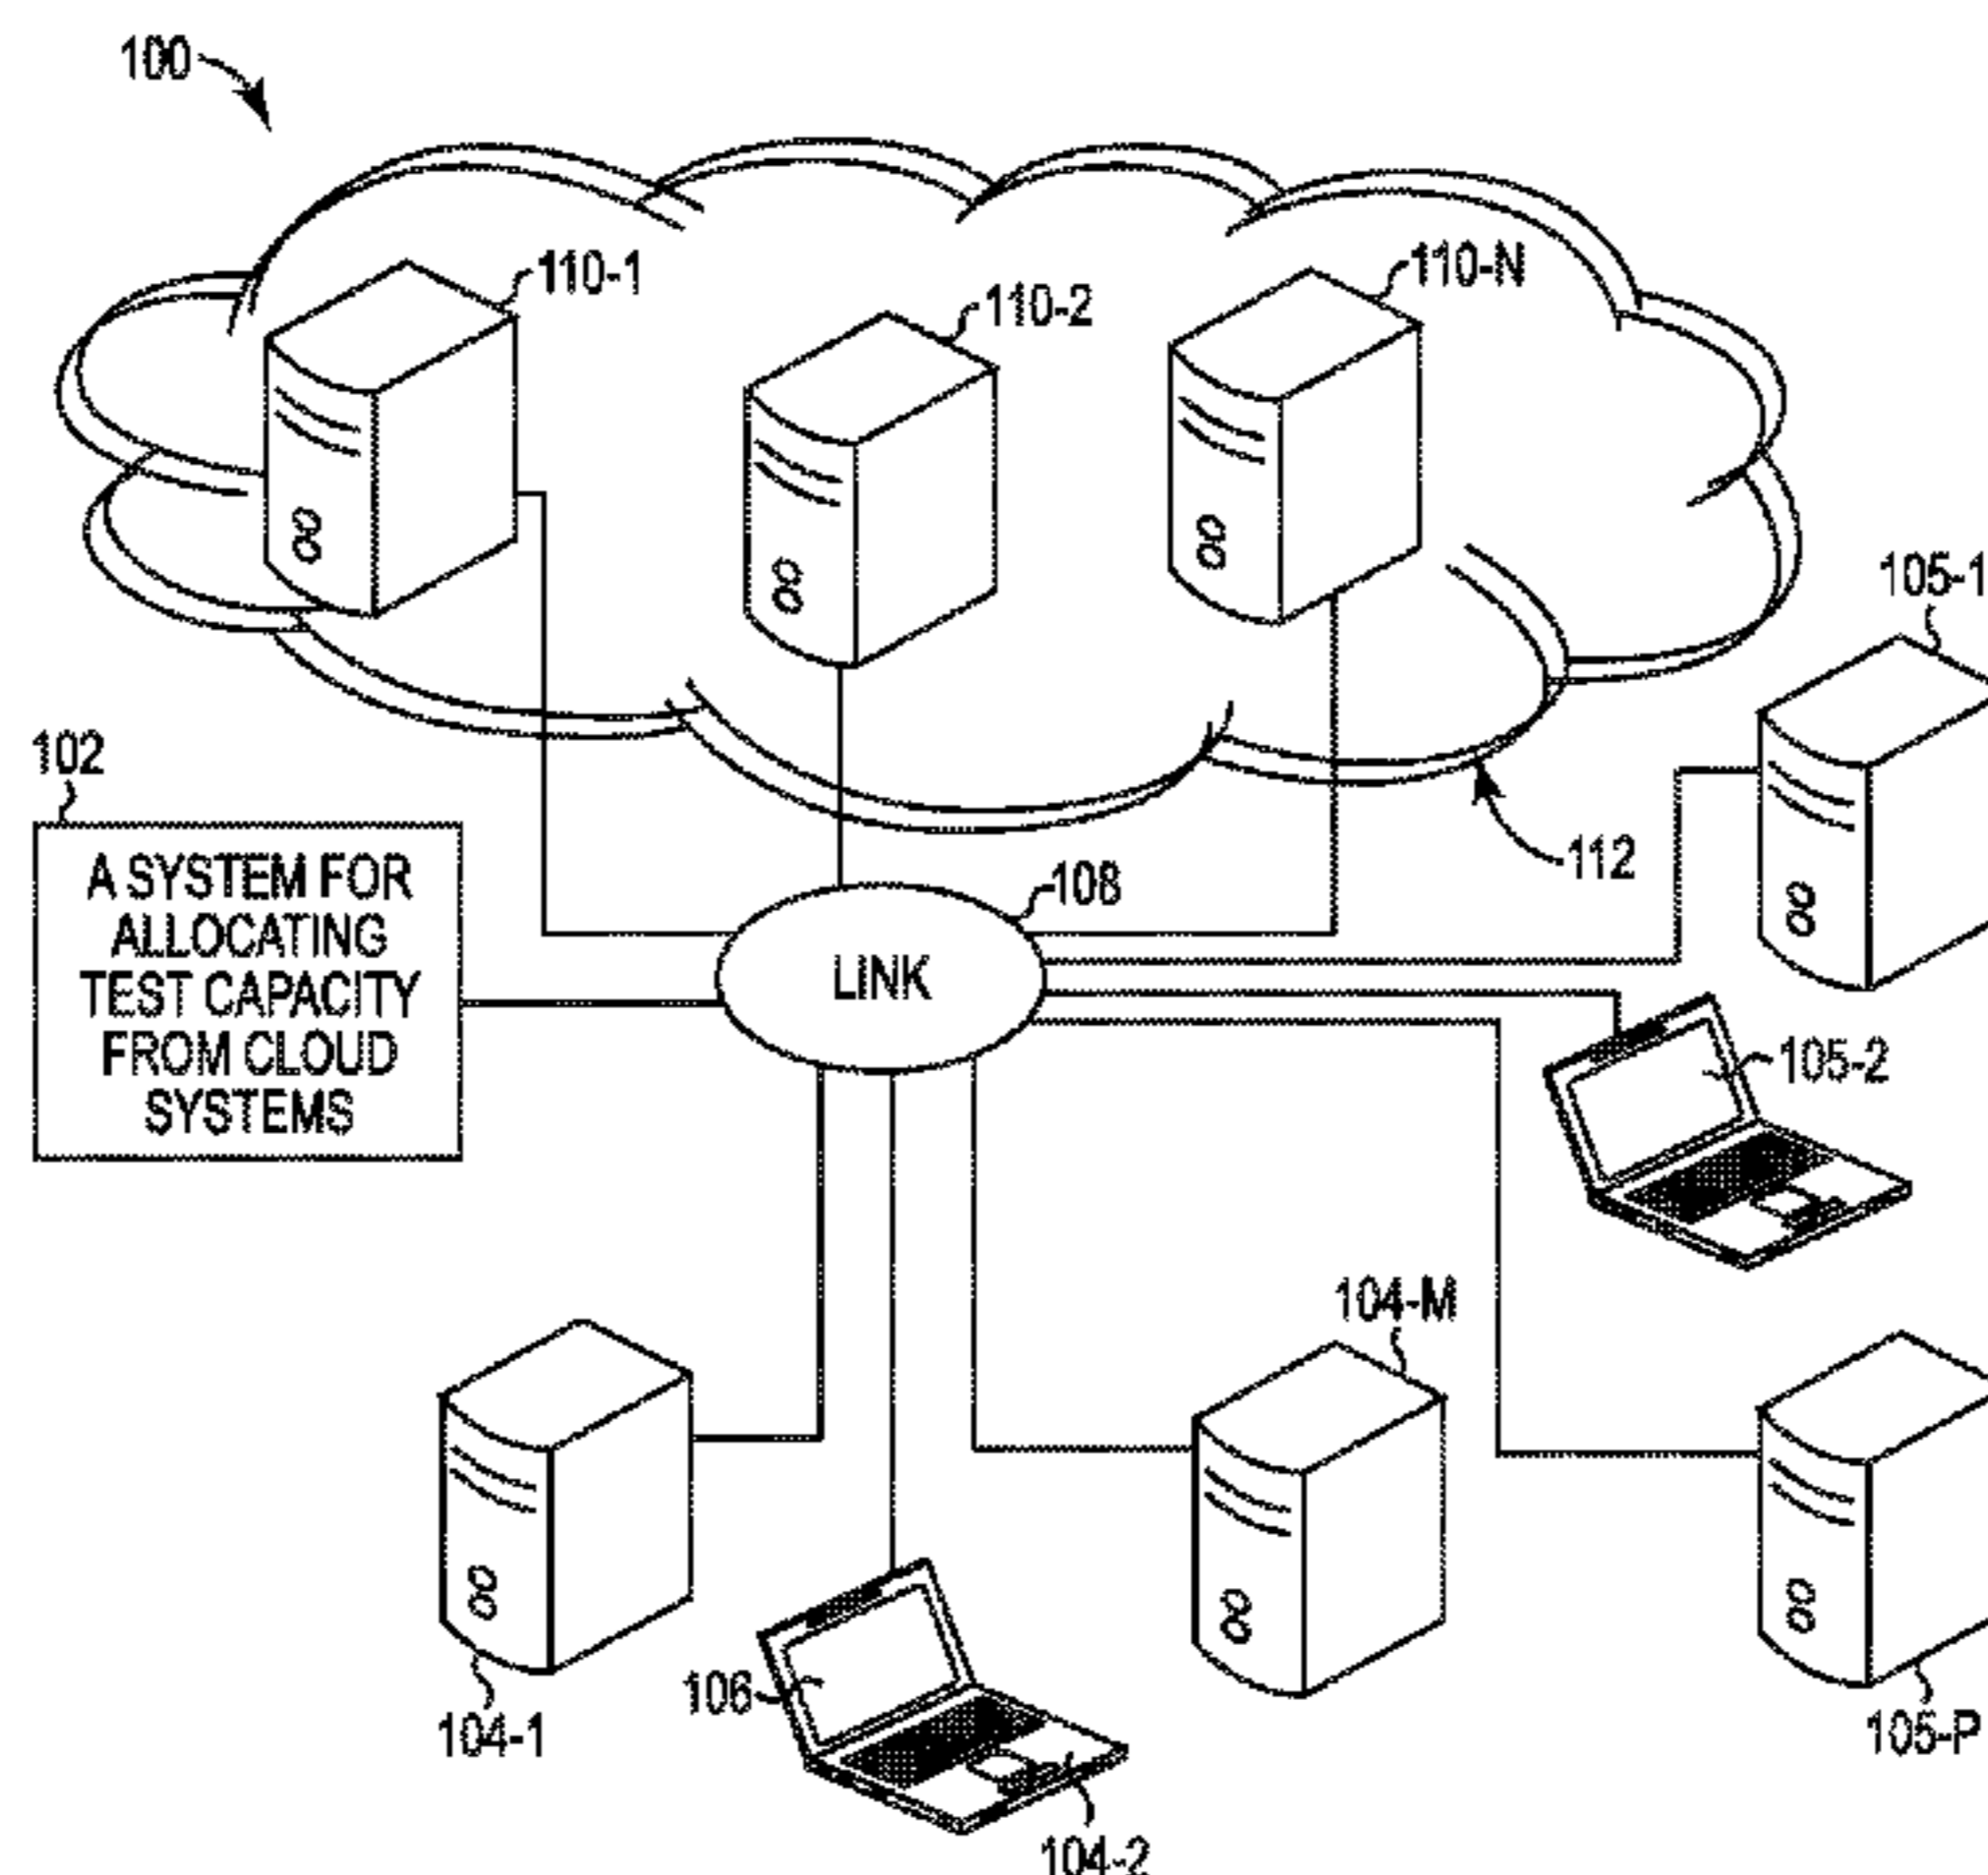 100
110-1
110-2
110-N
105-1
102
A SYSTEM FOR
ALLOCATING
TEST CAPACITY
FROM CLOUD
SYSTEMS
108
112
LINK
105-2
104-M
106
104-1
104-2
105-P